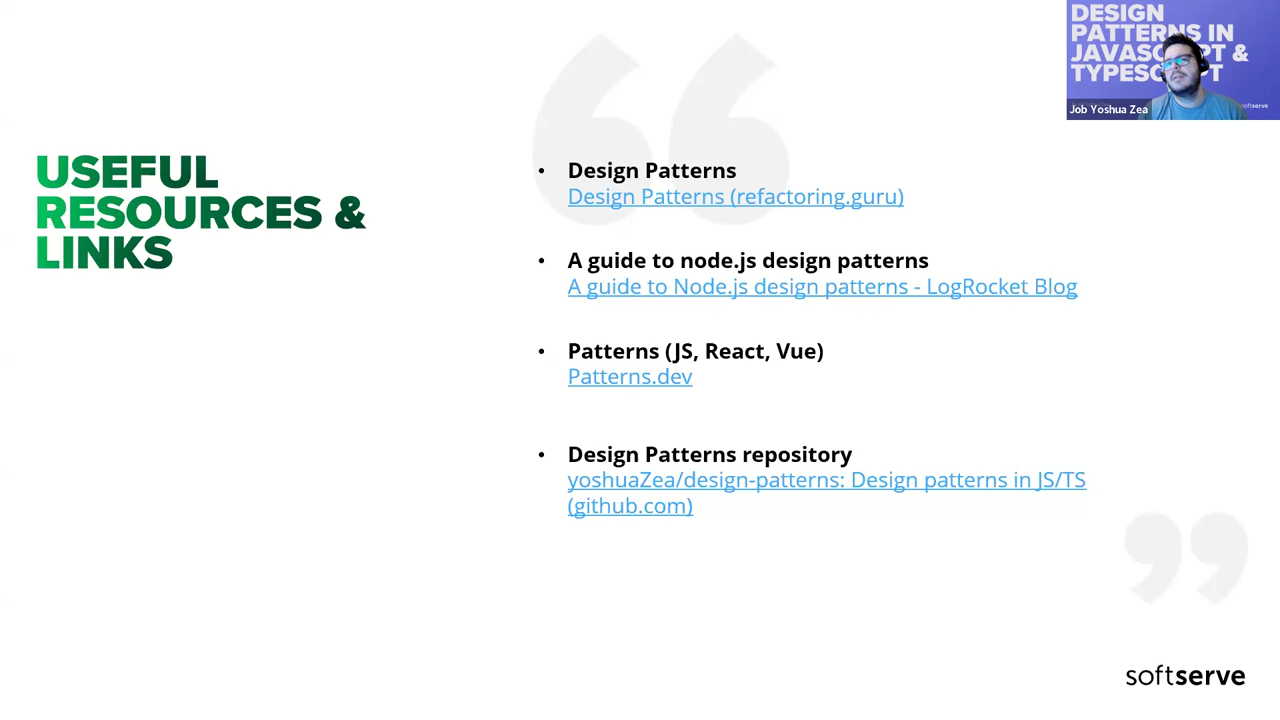 USEFUL
RESOURCES &
LINKS
• Design Patterns
Design Patterns (refactoring.guru)
• A guide to node.js design patterns
A guide to Node.js design patterns - LogRocket Blog
• Patterns (JS, React, Vue)
Patterns.dev
• Design Patterns repository
yoshuaZea/design-patterns: Design patterns in JS/TS
(github.com)
DESIGN
PATTERNS IN
JAVASCRIPT &
TYPESCRIPT
Job Yoshua Zea
softserve
softserve